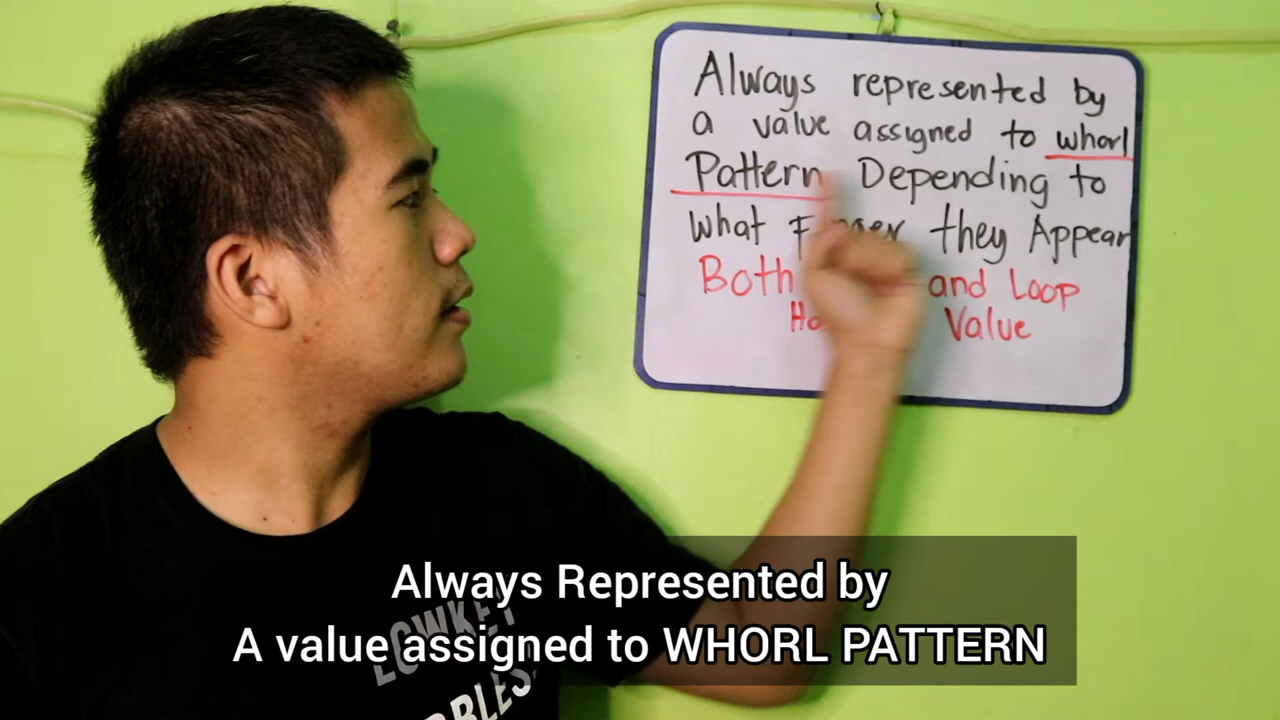 Always represented by
a value assigned to whorl
Pattern Depending to
what they Appear
Both and Loop
Value
Always Represented by
A value assigned to WHORL PATTERN
LOWKEY